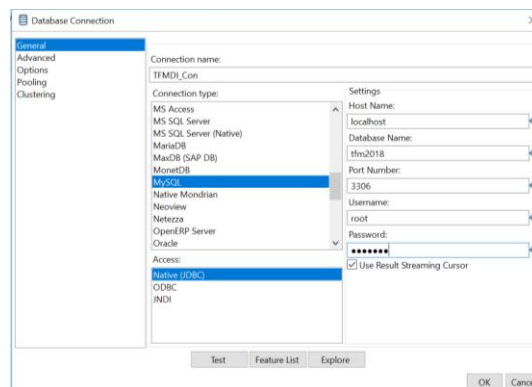 Database Connection
General
Advanced
Options
Pooling
Clustering
Connection name:
TFMDI_Con
Connection type:
MS Access
MS SQL Server
MS SQL Server (Native)
MariaDB
MaxDB (SAP DB)
MonetDB
MySQL
Native Mondrian
Neoview
Netezza
OpenERP Server
Oracle
Access:
Native (JDBC)
ODBC
JNDI
Settings
Host Name:
localhost
Database Name:
tfm2018
Port Number:
3306
Username:
root
Password:
●●●●●●●
Use Result Streaming Cursor
Test Feature List Explore
OK Cance